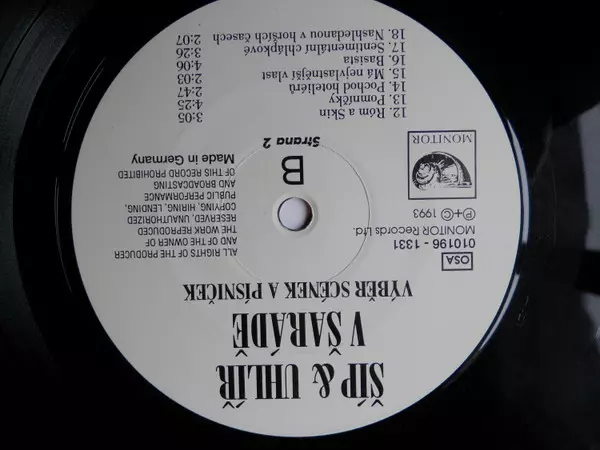 ŠÍP & UHLÍŘ
V ŠARÁDĚ
VÝBĚR SCÉNEK A PÍSNIČEK
OSA
010196 - 1331
MONITOR Records Ltd.
Ⓟ+© 1993
MONITOR
ALL RIGHTS OF THE PRODUCER
AND OF THE OWNER OF
THE WORK REPRODUCED
RESERVED, UNAUTHORIZED
COPYING, HIRING, LENDING,
PUBLIC PERFORMANCE
AND BROADCASTING
OF THIS RECORD PROHIBITED
Made in Germany
B
Strana 2
12. Róm a Skin 3:05
13. Pomníčky 4:25
14. Pochod hoteliérů 2:47
15. Má nejvlastnější vlast 2:03
16. Basista 4:06
17. Sentimentální chlápkové 3:26
18. Nashledanou v horších časech 2:07